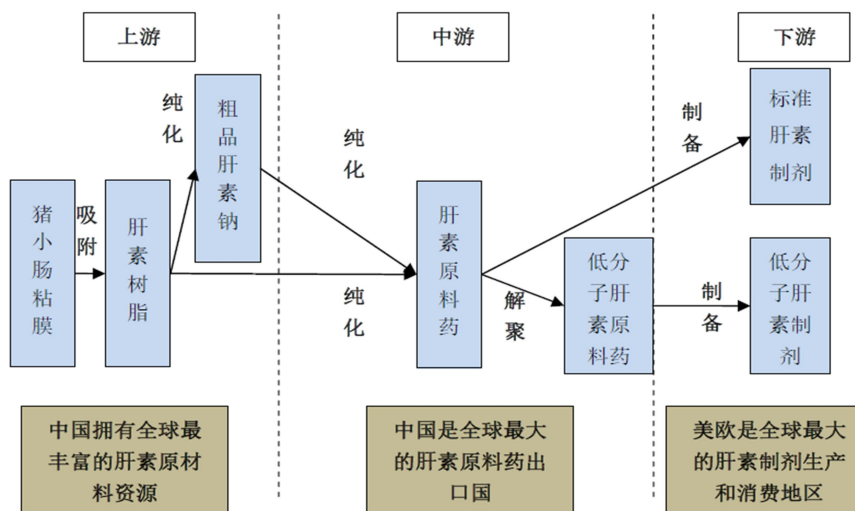 上游
中游
下游
纯化
粗品肝素钠
纯化
制备
标准肝素制剂
猪小肠粘膜
吸附
肝素树脂
纯化
肝素原料药
解聚
低分
子肝
素原
料药
制备
低分
子肝
素制
剂
中国拥有全球最
丰富的肝素原材
料资源
中国是全球最大
的肝素原料药出
口国
美欧是全球最大
的肝素制剂生产
和消费地区